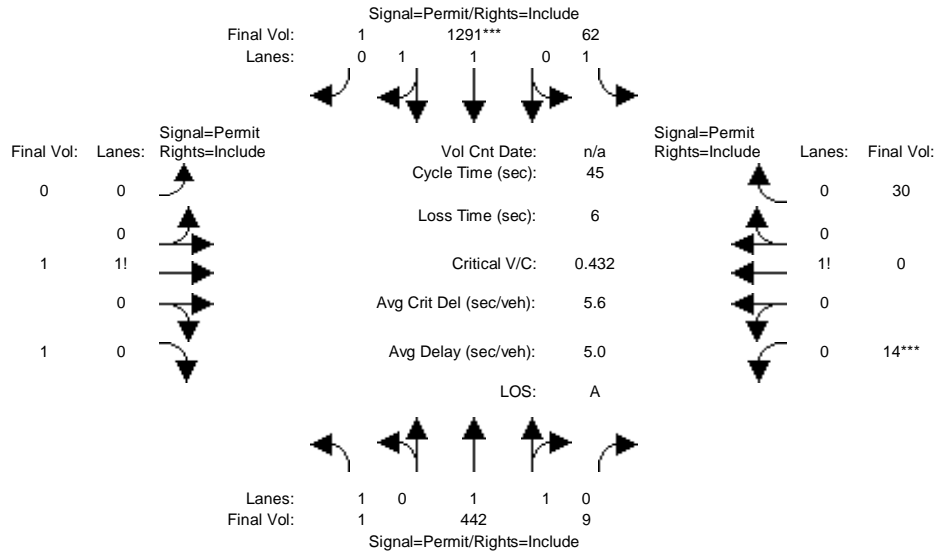 Signal=Permit/Rights=Include
Final Vol: 1 1291*** 62
Lanes: 0 1 1 0 1
Signal=Permit
Final Vol: Lanes: Rights=Include
Vol Cnt Date: n/a
Signal=Permit
Rights=Include Lanes: Final Vol:
Cycle Time (sec): 45
0 0
0 30
Loss Time (sec): 6
0
0
1 1!
Critical V/C: 0.432
1! 0
0
Avg Crit Del (sec/veh): 5.6
0
1 0
Avg Delay (sec/veh): 5.0
0 14***
LOS: A
Lanes: 1 0 1 1 0
Final Vol: 1 442 9
Signal=Permit/Rights=Include